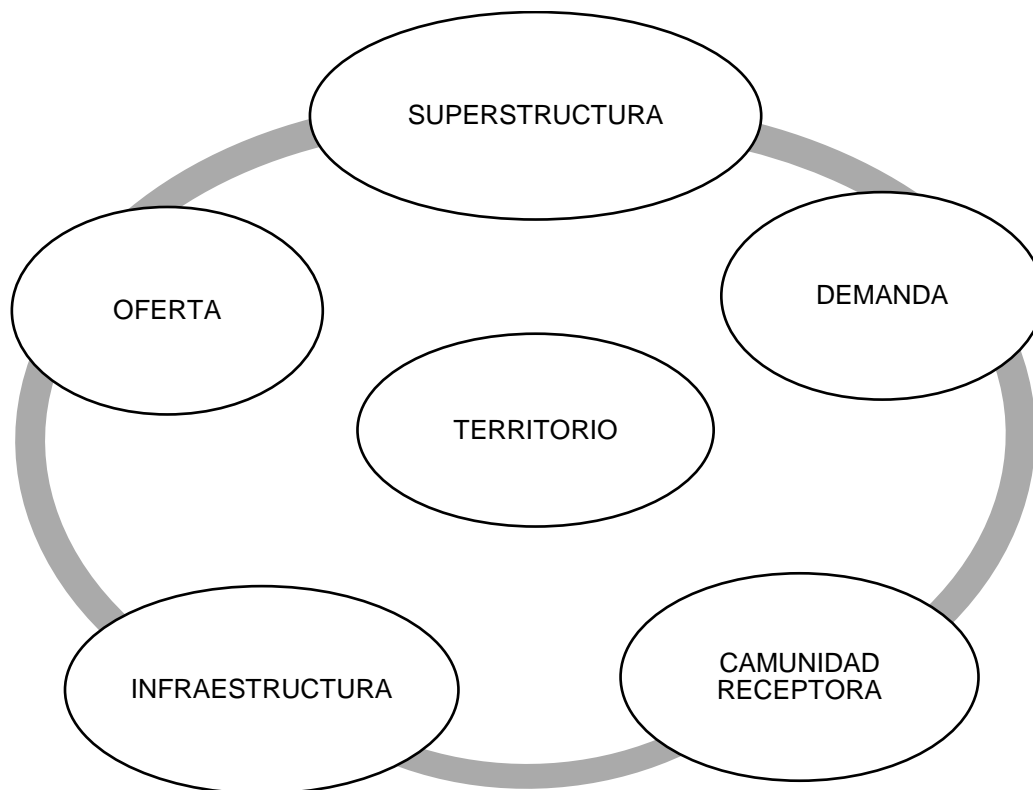 SUPERSTRUCTURA
OFERTA
DEMANDA
TERRITORIO
INFRAESTRUCTURA
CAMUNIDAD
RECEPTORA